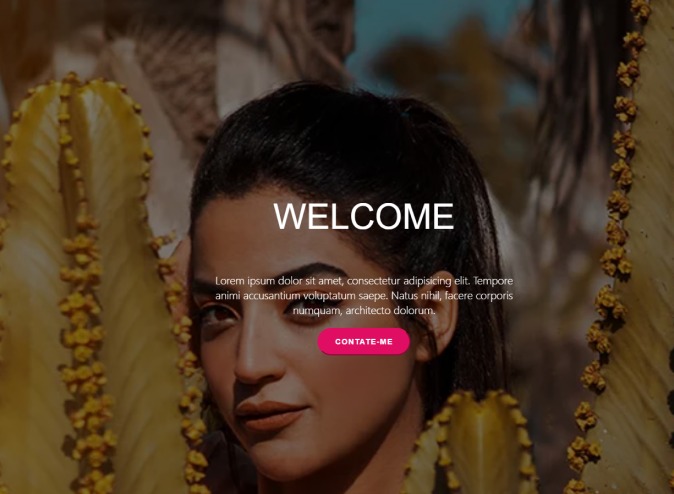 WELCOME
Lorem ipsum dolor sit amet, consectetur adipisicing elit. Tempore
animi accusantium voluptatum saepe. Natus nihil, facere corporis
numquam, architecto dolorum.
CONTATE-ME